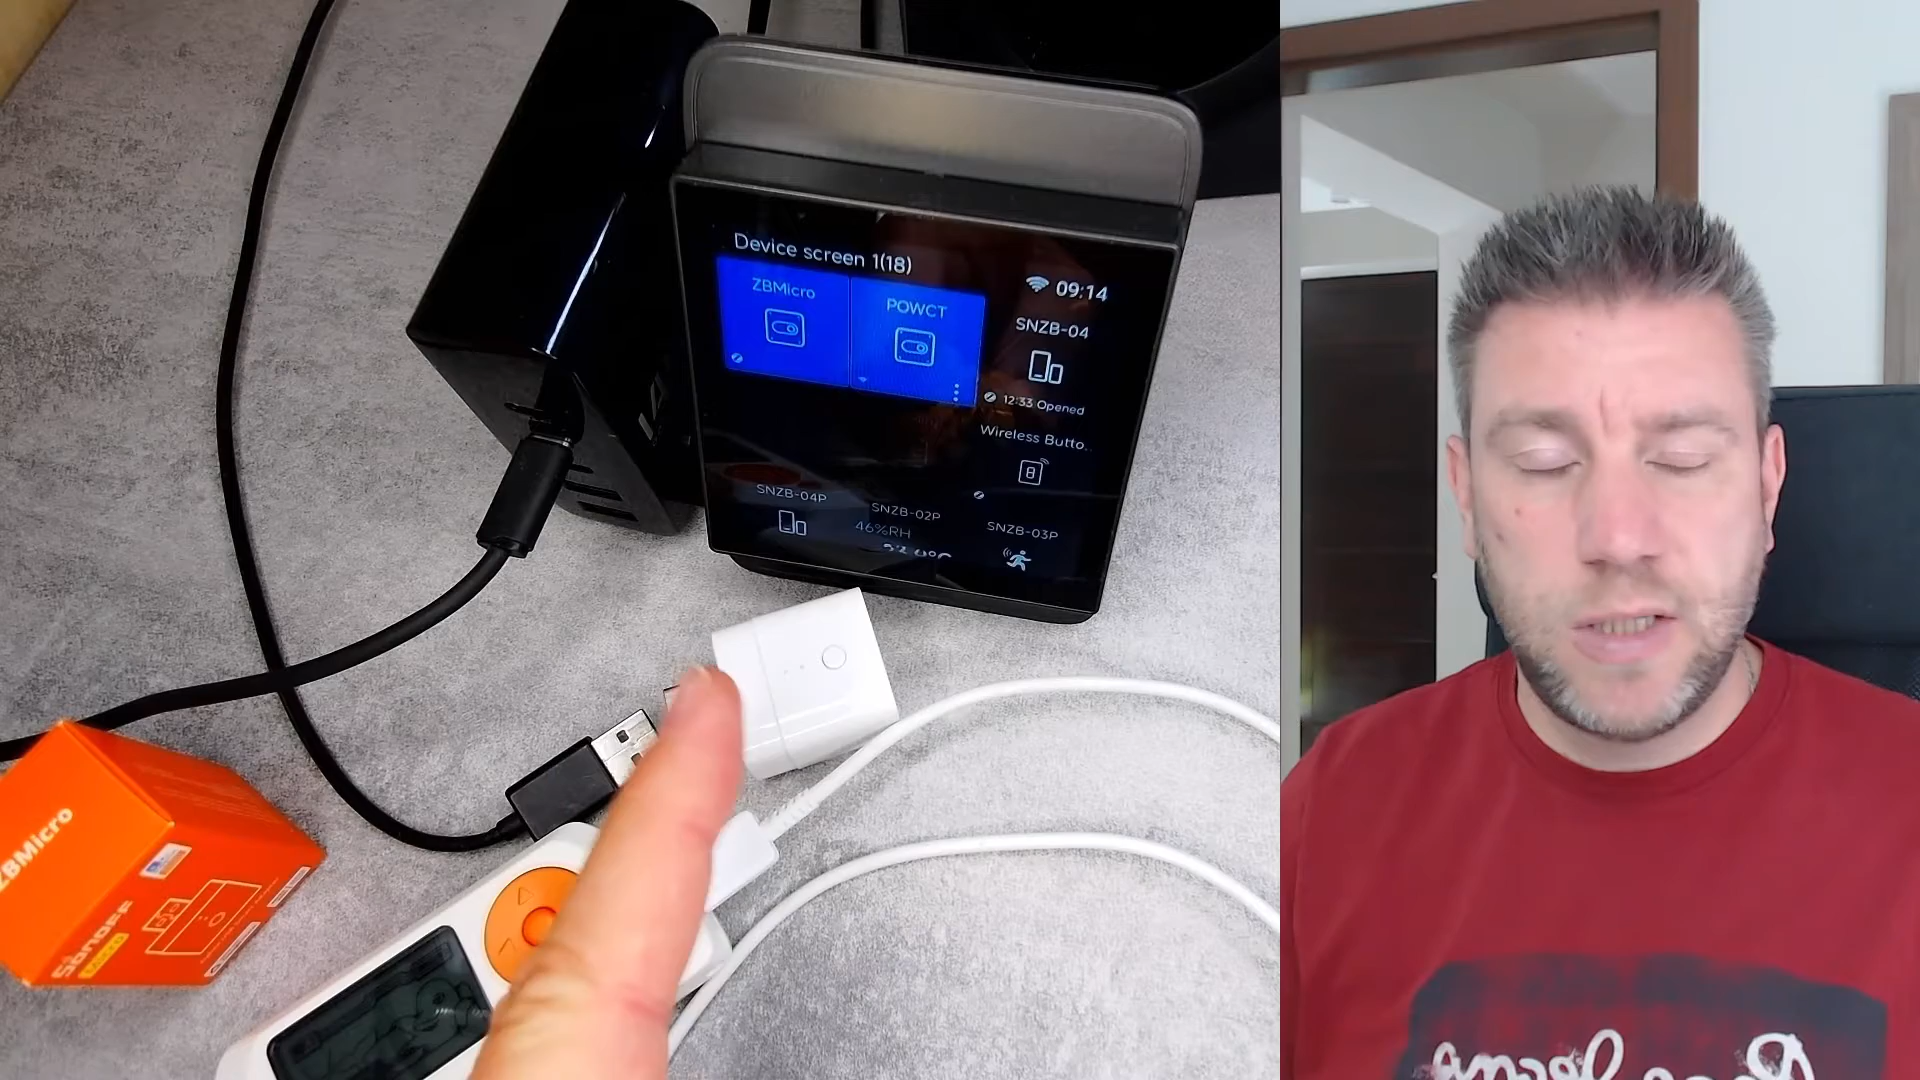 Device screen 1(18)
09:14
ZBMicro
POWCT
SNZB-04
12:33 Opened
Wireless Butto..
SNZB-04P
SNZB-02P
46%RH
SNZB-03P
ZBMicro
SONOFF